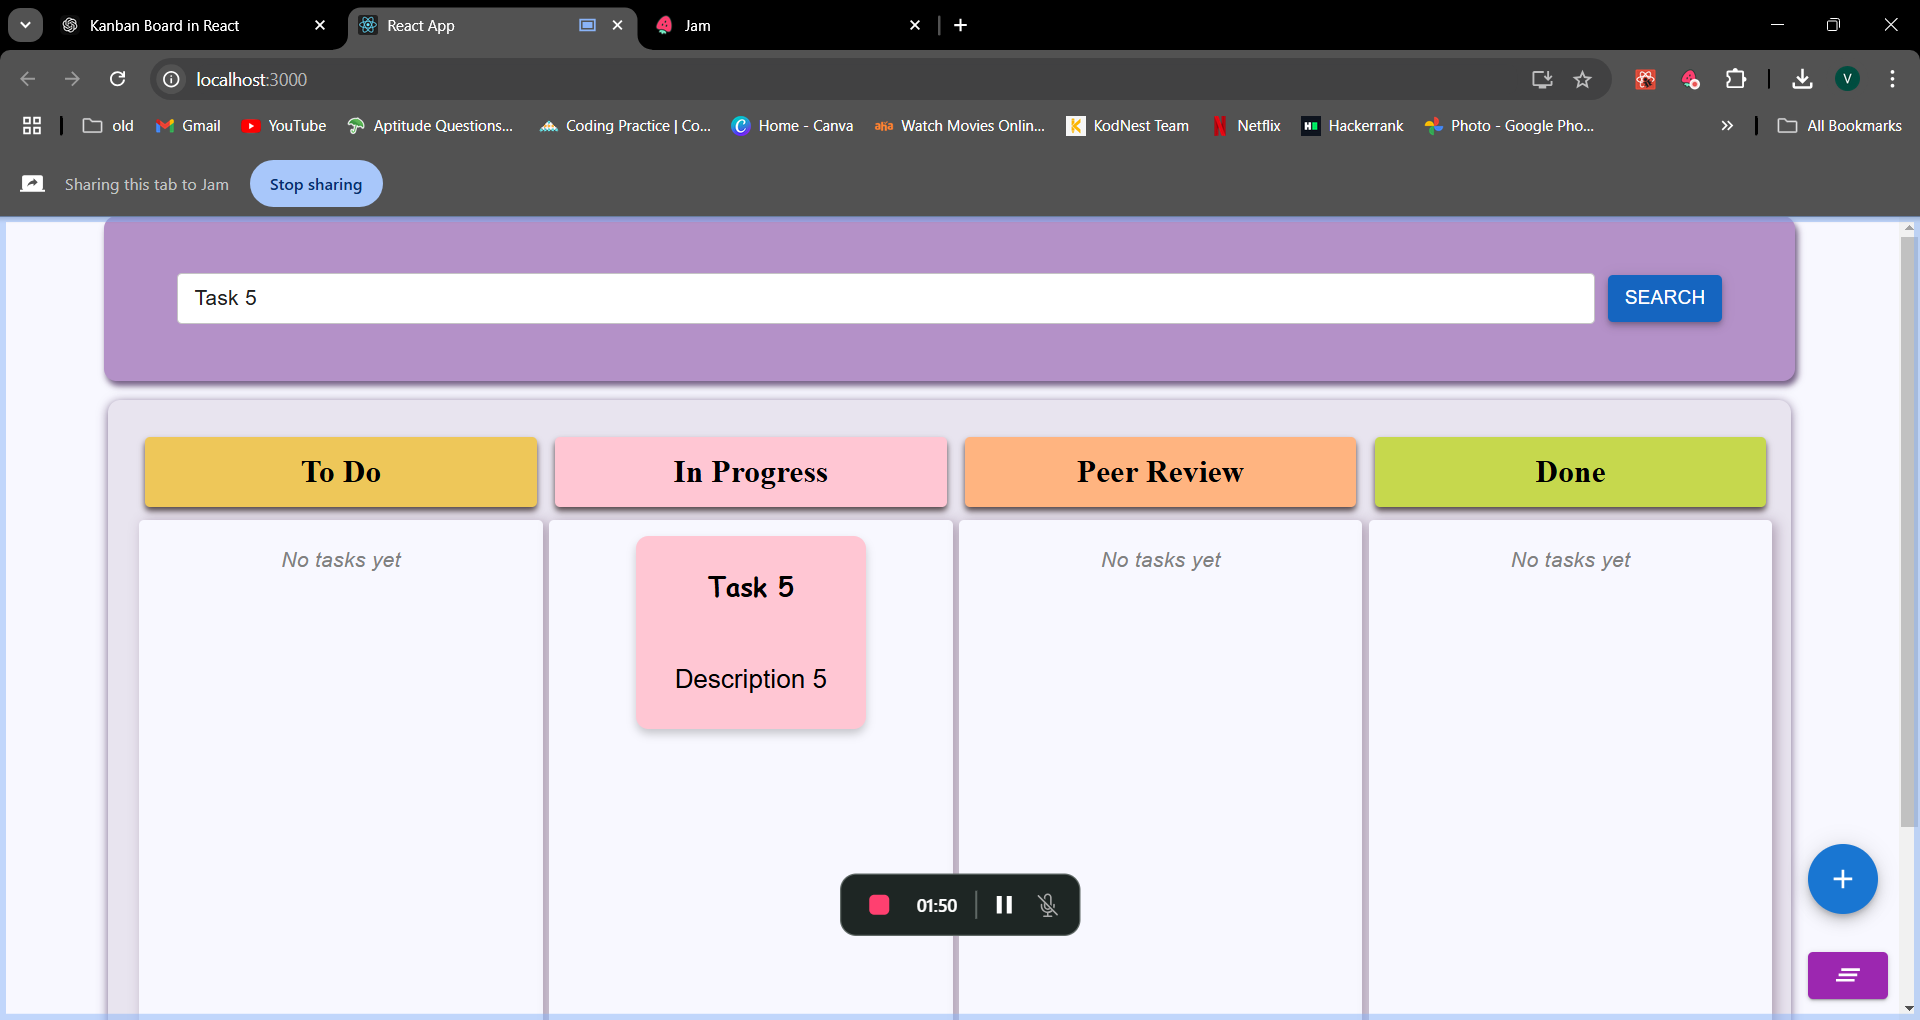 Kanban Board in React
React App
Jam
localhost:3000
V
old
Gmail
YouTube
Aptitude Questions...
Coding Practice | Co...
Home - Canva
Watch Movies Onlin...
KodNest Team
Netflix
Hackerrank
Photo - Google Pho...
All Bookmarks
Sharing this tab to Jam
Stop sharing
Task 5
SEARCH
To Do
In Progress
Peer Review
Done
No tasks yet
Task 5
Description 5
No tasks yet
No tasks yet
01:50